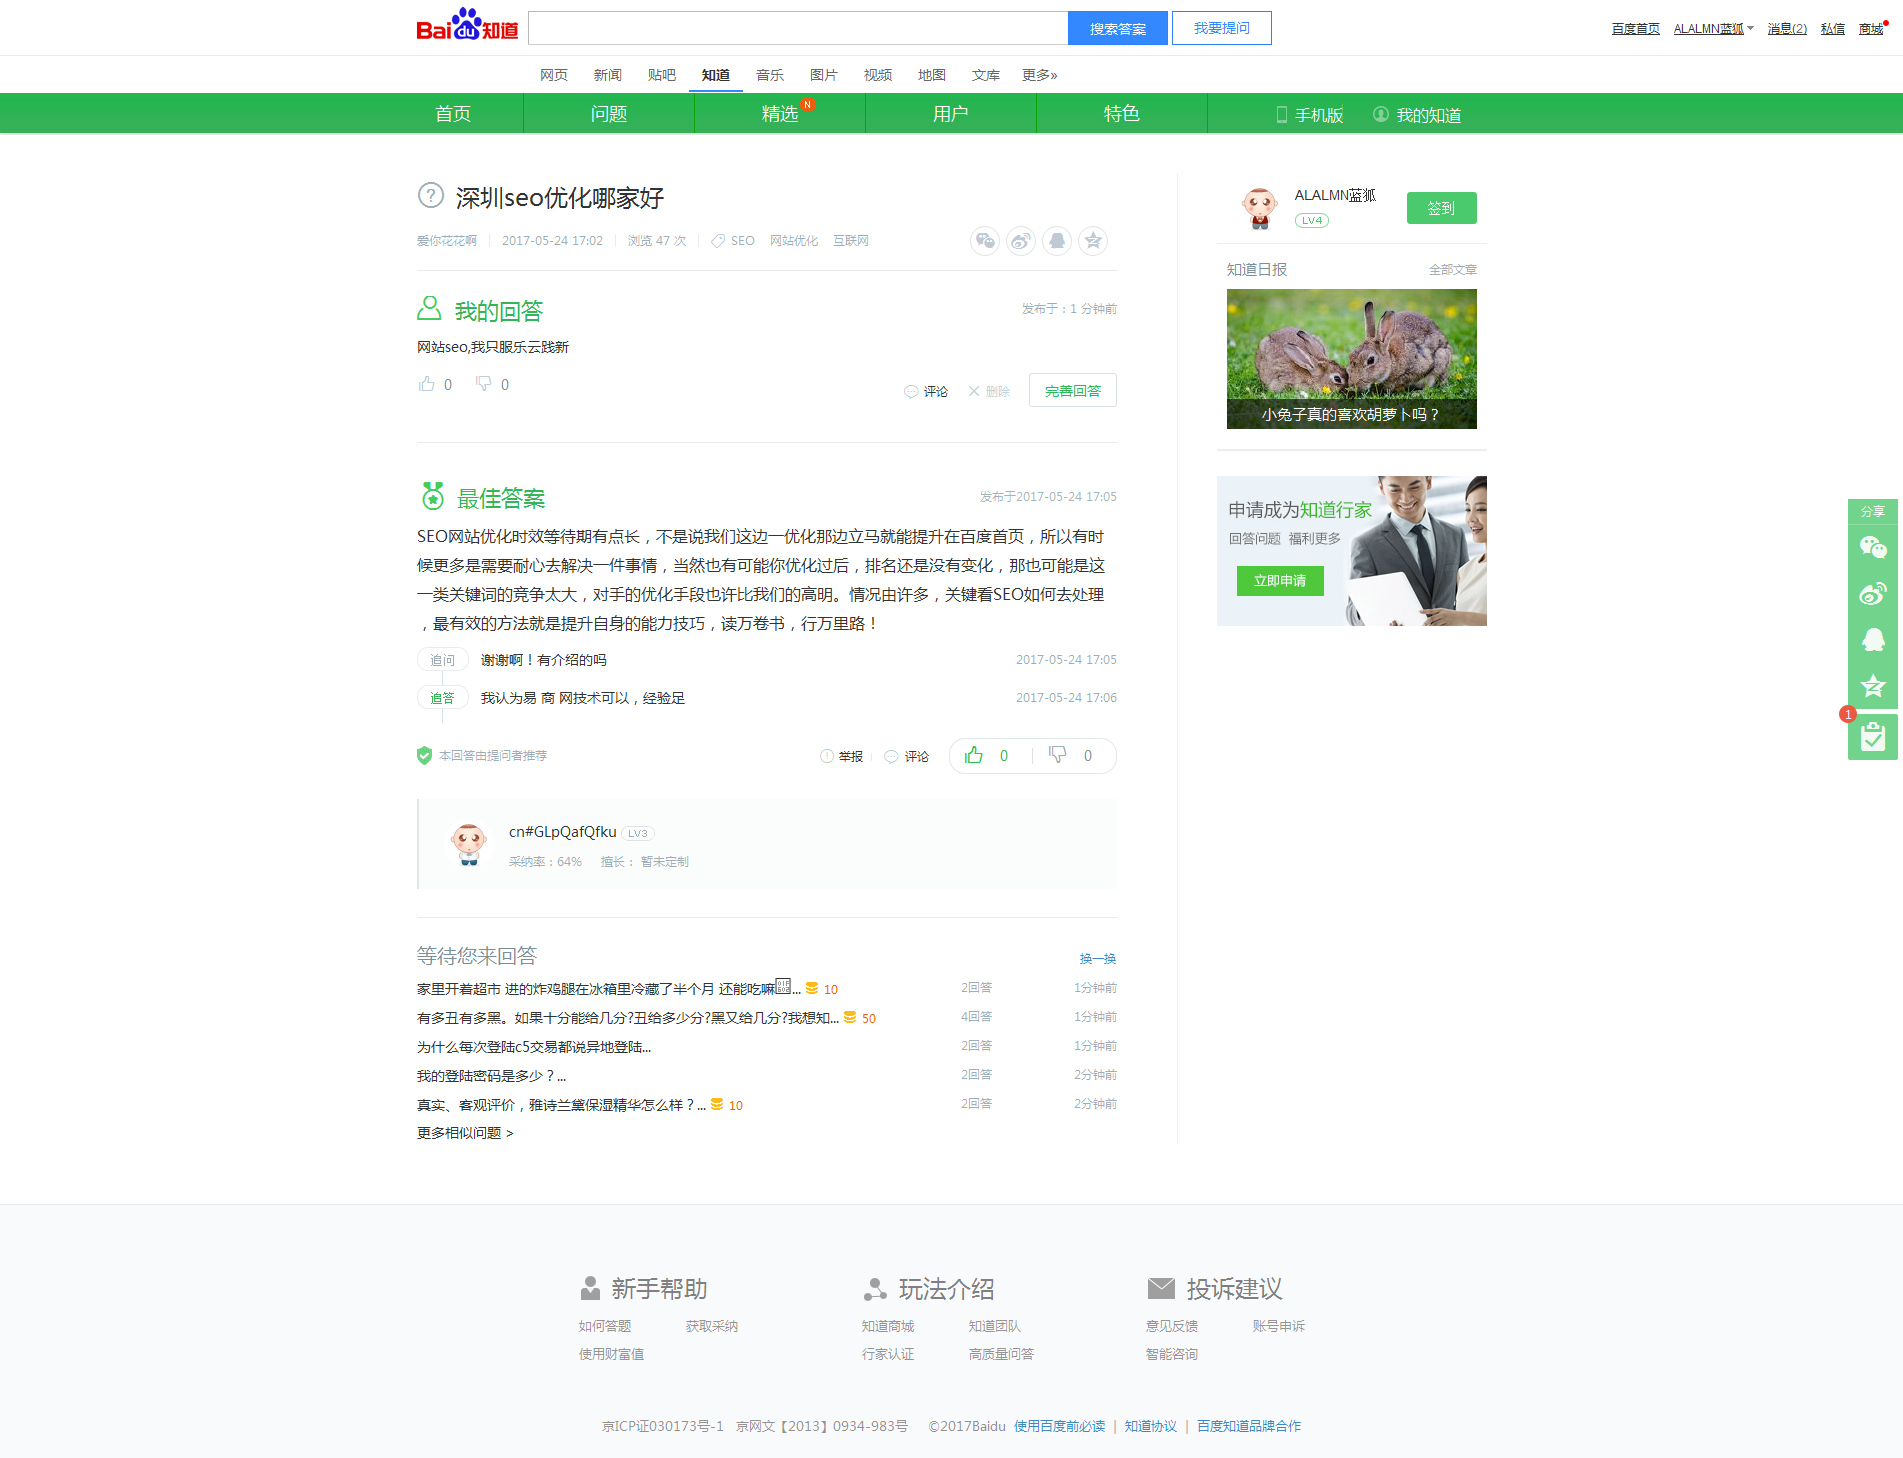 Bai du 知道
搜索答案
我要提问
百度首页 ALALMN蓝狐 消息(2) 私信 商城
网页 新闻 贴吧 知道 音乐 图片 视频 地图 文库 更多»
首页 问题 精选 N 用户 特色 手机版 我的知道
? 深圳seo优化哪家好
爱你花花啊 2017-05-24 17:02 浏览 47 次 SEO 网站优化 互联网
我的回答 发布于：1 分钟前
网站seo,我只服乐云践新
0 0 评论 删除 完善回答
最佳答案 发布于2017-05-24 17:05
SEO网站优化时效等待期有点长，不是说我们这边一优化那边立马就能提升在百度首页，所以有时
候更多是需要耐心去解决一件事情，当然也有可能你优化过后，排名还是没有变化，那也可能是这
一类关键词的竞争太大，对手的优化手段也许比我们的高明。情况由许多，关键看SEO如何去处理
，最有效的方法就是提升自身的能力技巧，读万卷书，行万里路！
追问 谢谢啊！有介绍的吗 2017-05-24 17:05
追答 我认为易 商 网技术可以，经验足 2017-05-24 17:06
本回答由提问者推荐 举报 评论 0 0
cn#GLpQafQfku LV3
采纳率：64% 擅长： 暂未定制
等待您来回答 换一换
家里开着超市 进的炸鸡腿在冰箱里冷藏了半个月 还能吃嘛... 10 2回答 1分钟前
有多丑有多黑。如果十分能给几分?丑给多少分?黑又给几分?我想知... 50 4回答 1分钟前
为什么每次登陆c5交易都说异地登陆... 2回答 1分钟前
我的登陆密码是多少？... 2回答 2分钟前
真实、客观评价，雅诗兰黛保湿精华怎么样？... 10 2回答 2分钟前
更多相似问题 >
ALALMN蓝狐
LV4
签到
知道日报 全部文章
小兔子真的喜欢胡萝卜吗？
申请成为知道行家
回答问题 福利更多
立即申请
分享
1
新手帮助
如何答题 获取采纳
使用财富值
玩法介绍
知道商城 知道团队
行家认证 高质量问答
投诉建议
意见反馈 账号申诉
智能咨询
京ICP证030173号-1 京网文【2013】0934-983号 ©2017Baidu 使用百度前必读 | 知道协议 | 百度知道品牌合作